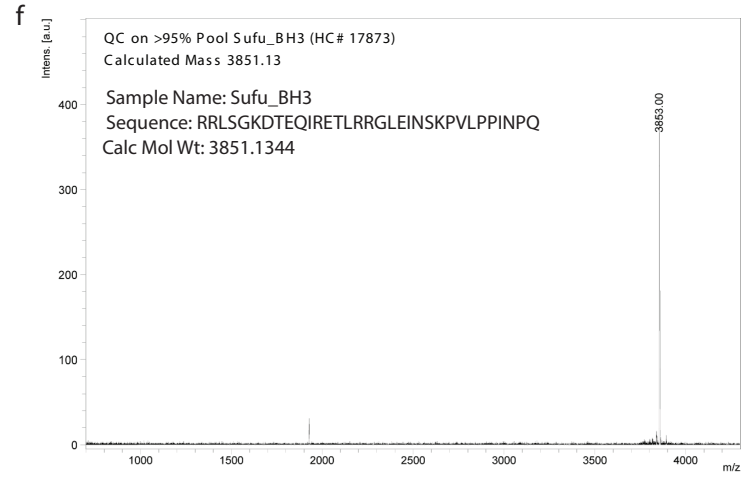 f
Intens. [a.u.]
QC on >95% Pool Sufu_BH3 (HC# 17873)
Calculated Mass 3851.13
Sample Name: Sufu_BH3
Sequence: RRLSGKDTEQIRETLRRGLEINSKPVLPPINPQ
Calc Mol Wt: 3851.1344
3853.00
400
300
200
100
0
1000 1500 2000 2500 3000 3500 4000
m/z